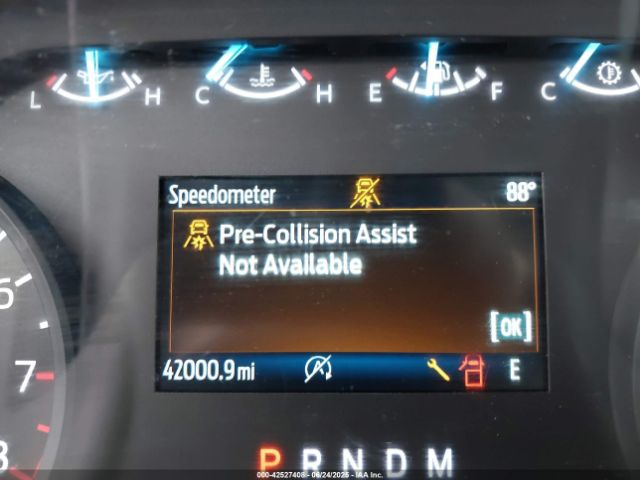 L H C H E F C
Speedometer 88°
Pre-Collision Assist
Not Available
[OK]
5
42000.9 mi E
7
8
P R N D M
000-42527408 - 06/24/2025 - IAA Inc.